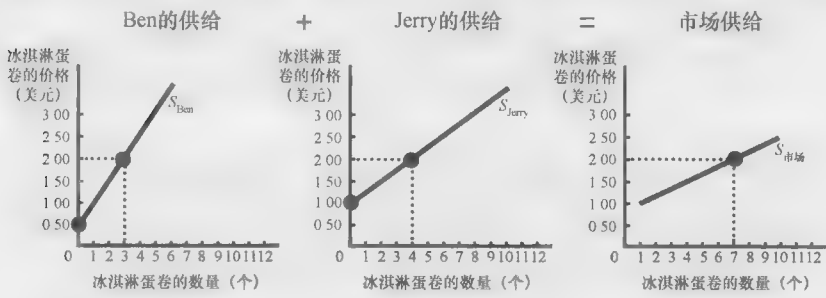 Ben的供给 + Jerry的供给 = 市场供给
冰淇淋蛋
卷的价格
（美元）
S_Ben
3 00
2 50
2 00
1 50
1 00
0 50
0 1 2 3 4 5 6 7 8 9 10 11 12
冰淇淋蛋卷的数量（个）
冰淇淋蛋
卷的价格
（美元）
S_Jerry
3 00
2 50
2 00
1 50
1 00
0 50
0 1 2 3 4 5 6 7 8 9 10 11 12
冰淇淋蛋卷的数量（个）
冰淇淋蛋
卷的价格
（美元）
S_市场
3 00
2 50
2 00
1 50
1 00
0 50
0 1 2 3 4 5 6 7 8 9 10 11 12
冰淇淋蛋卷的数量（个）